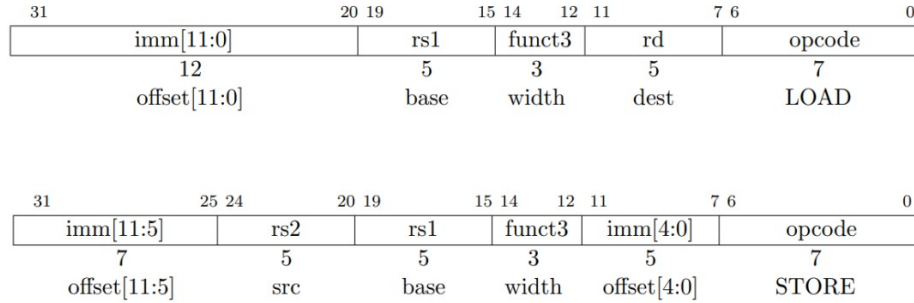 31 20 19 15 14 12 11 7 6 0
imm[11:0] rs1 funct3 rd opcode
12 5 3 5 7
offset[11:0] base width dest LOAD
31 25 24 20 19 15 14 12 11 7 6 0
imm[11:5] rs2 rs1 funct3 imm[4:0] opcode
7 5 5 3 5 7
offset[11:5] src base width offset[4:0] STORE